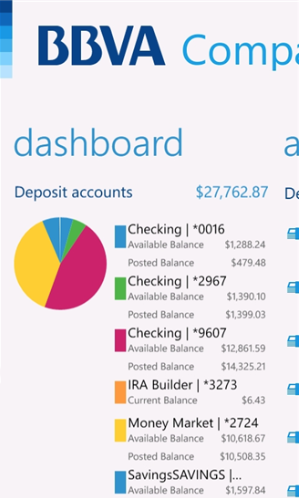 BBVA Compa
dashboard
a
Deposit accounts $27,762.87 De
Checking | *0016
Available Balance $1,288.24
Posted Balance $479.48
Checking | *2967
Available Balance $1,390.10
Posted Balance $1,399.03
Checking | *9607
Available Balance $12,861.59
Posted Balance $14,325.21
IRA Builder | *3273
Current Balance $6.43
Money Market | *2724
Available Balance $10,618.67
Posted Balance $10,508.35
SavingsSAVINGS |...
Available Balance $1,597.84